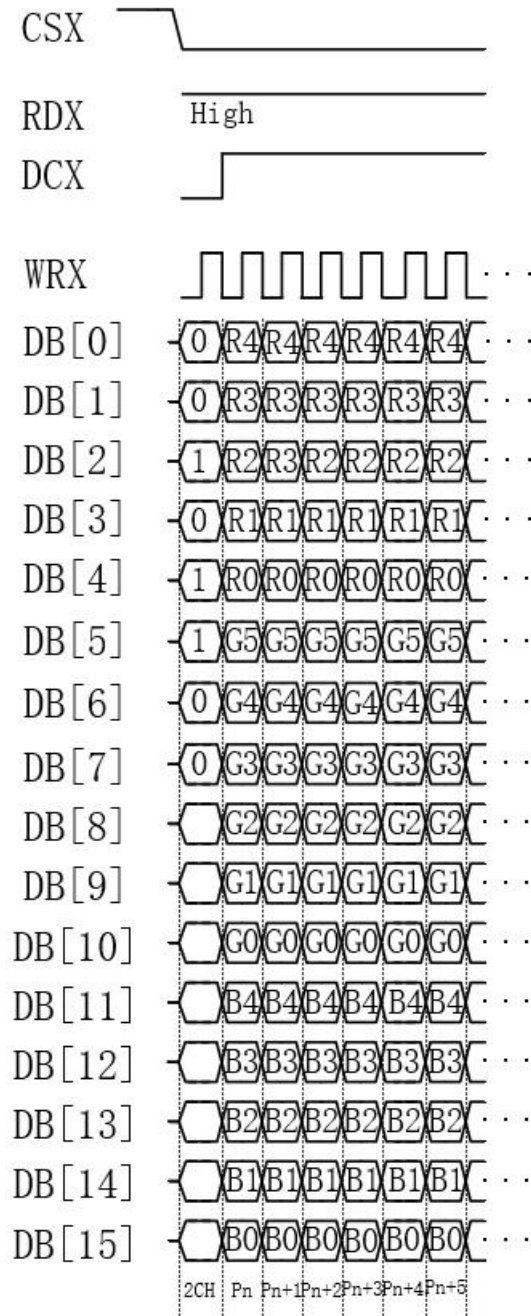 CSX
RDX High
DCX
WRX . . .
DB[0] 0 R4 R4 R4 R4 R4 R4 . . .
DB[1] 0 R3 R3 R3 R3 R3 R3 . . .
DB[2] 1 R2 R3 R2 R2 R2 R2 . . .
DB[3] 0 R1 R1 R1 R1 R1 R1 . . .
DB[4] 1 R0 R0 R0 R0 R0 R0 . . .
DB[5] 1 G5 G5 G5 G5 G5 G5 . . .
DB[6] 0 G4 G4 G4 G4 G4 G4 . . .
DB[7] 0 G3 G3 G3 G3 G3 G3 . . .
DB[8] G2 G2 G2 G2 G2 G2 . . .
DB[9] G1 G1 G1 G1 G1 G1 . . .
DB[10] G0 G0 G0 G0 G0 G0 . . .
DB[11] B4 B4 B4 B4 B4 B4 . . .
DB[12] B3 B3 B3 B3 B3 B3 . . .
DB[13] B2 B2 B2 B2 B2 B2 . . .
DB[14] B1 B1 B1 B1 B1 B1 . . .
DB[15] B0 B0 B0 B0 B0 B0 . . .
2CH Pn Pn+1 Pn+2 Pn+3 Pn+4 Pn+5